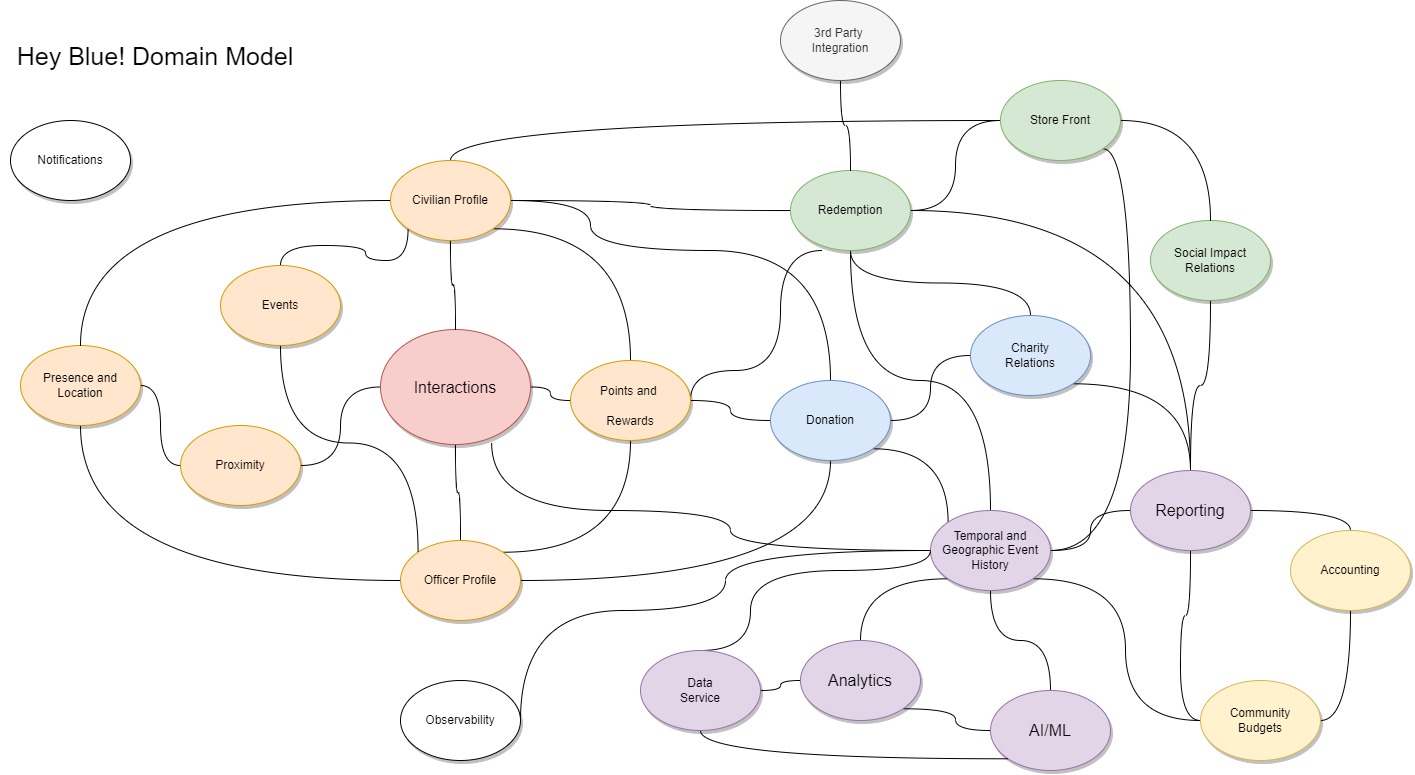 3rd Party
Integration
Hey Blue! Domain Model
Store Front
Notifications
Civilian Profile
Redemption
Social Impact
Relations
Events
Charity
Relations
Presence and
Location
Interactions
Points and
Rewards
Donation
Proximity
Reporting
Temporal and
Geographic Event
History
Accounting
Officer Profile
Data
Service
Analytics
Observability
AI/ML
Community
Budgets